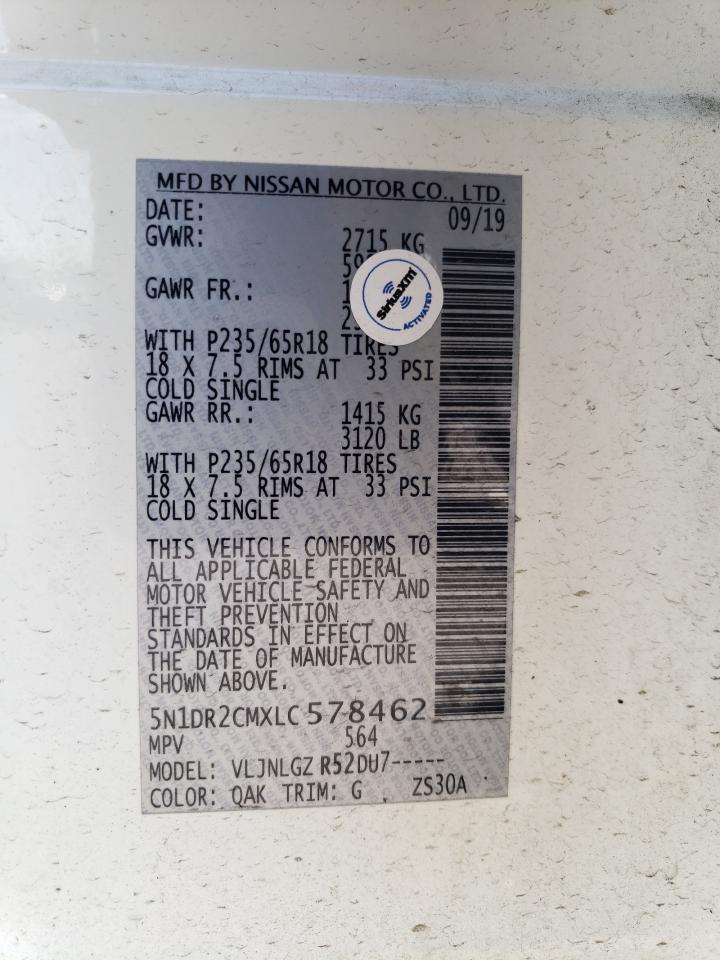 MFD BY NISSAN MOTOR CO., LTD.
DATE: 09/19
GVWR: 2715 KG
GAWR FR.:
SiriusXM
ACTIVATED
WITH P235/65R18 TIRES
18 X 7.5 RIMS AT 33 PSI
COLD SINGLE
GAWR RR.: 1415 KG
3120 LB
WITH P235/65R18 TIRES
18 X 7.5 RIMS AT 33 PSI
COLD SINGLE
THIS VEHICLE CONFORMS TO
ALL APPLICABLE FEDERAL
MOTOR VEHICLE SAFETY AND
THEFT PREVENTION
STANDARDS IN EFFECT ON
THE DATE OF MANUFACTURE
SHOWN ABOVE.
5N1DR2CMXLC578462
MPV 564
MODEL: VLJNLGZ R52DU7-----
COLOR: QAK TRIM: G ZS30A